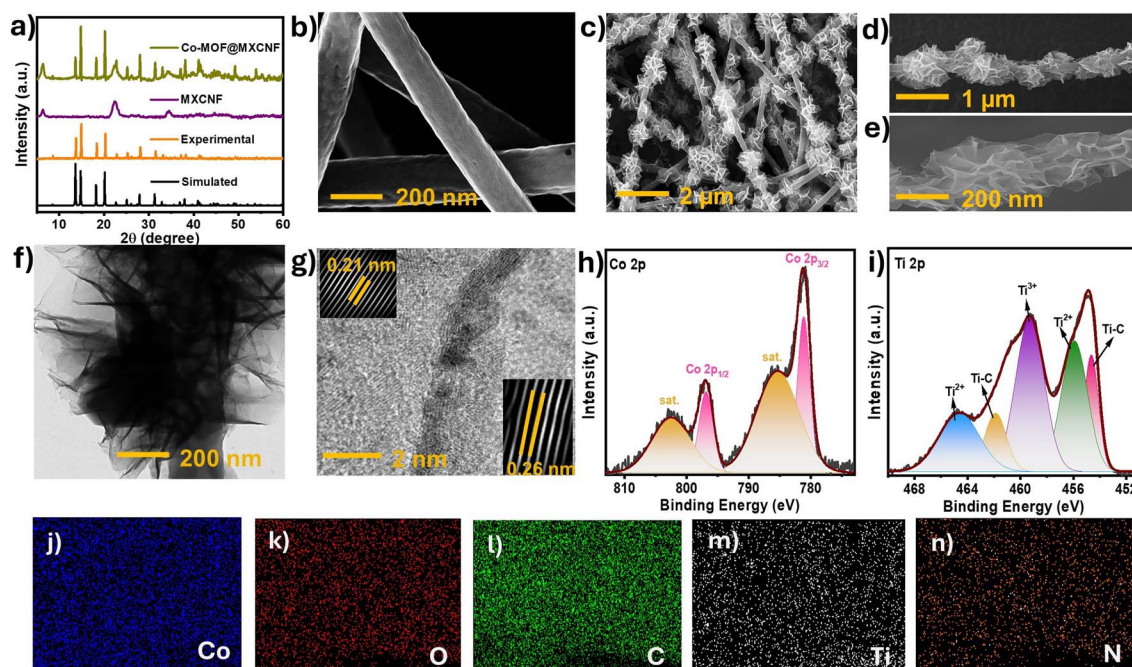 a)
Intensity (a.u.)
Co-MOF@MXCNF
MXCNF
Experimental
Simulated
10 20 30 40 50 60
2θ (degree)
b)
200 nm
c)
2 µm
d)
1 µm
e)
200 nm
f)
200 nm
g)
0.21 nm
2 nm
0.26 nm
h)
Co 2p
Intensity (a.u.)
Co 2p3/2
Co 2p1/2
sat.
sat.
810 800 790 780
Binding Energy (eV)
i)
Ti 2p
Intensity (a.u.)
Ti3+
Ti2+
Ti-C
Ti-C
Ti2+
468 464 460 456 452
Binding Energy (eV)
j)
Co
k)
O
l)
C
m)
Ti
n)
N